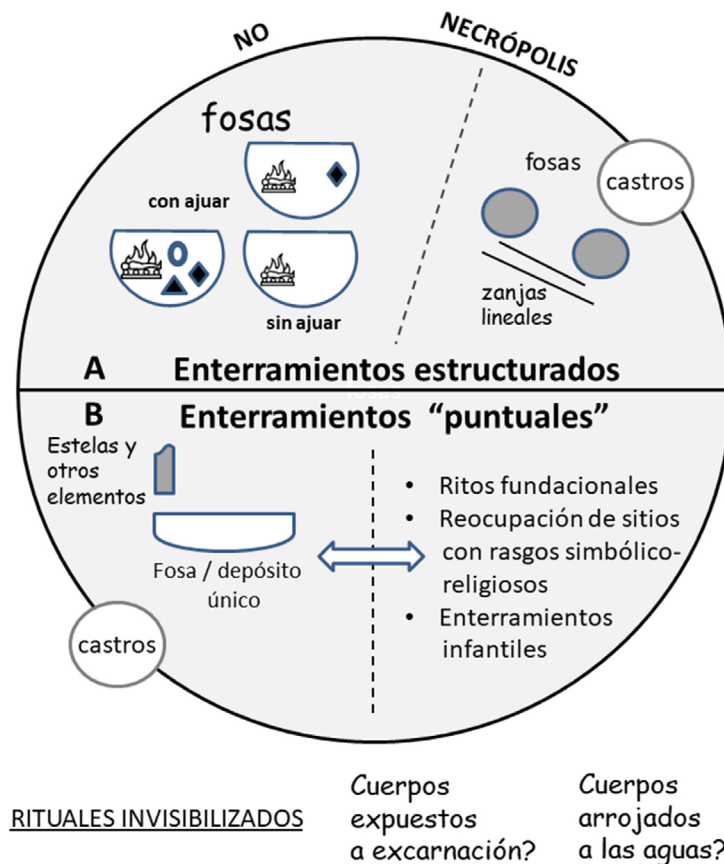 NO
NECRÓPOLIS
fosas
con ajuar
sin ajuar
fosas
castros
zanjas
lineales
A Enterramientos estructurados
fosas
B Enterramientos “puntuales”
Estelas y
otros
elementos
Fosa / depósito
único
castros
• Ritos fundacionales
• Reocupación de sitios
con rasgos simbólico-
religiosos
• Enterramientos
infantiles
RITUALES INVISIBILIZADOS
Cuerpos
expuestos
a excarnación?
Cuerpos
arrojados
a las aguas?